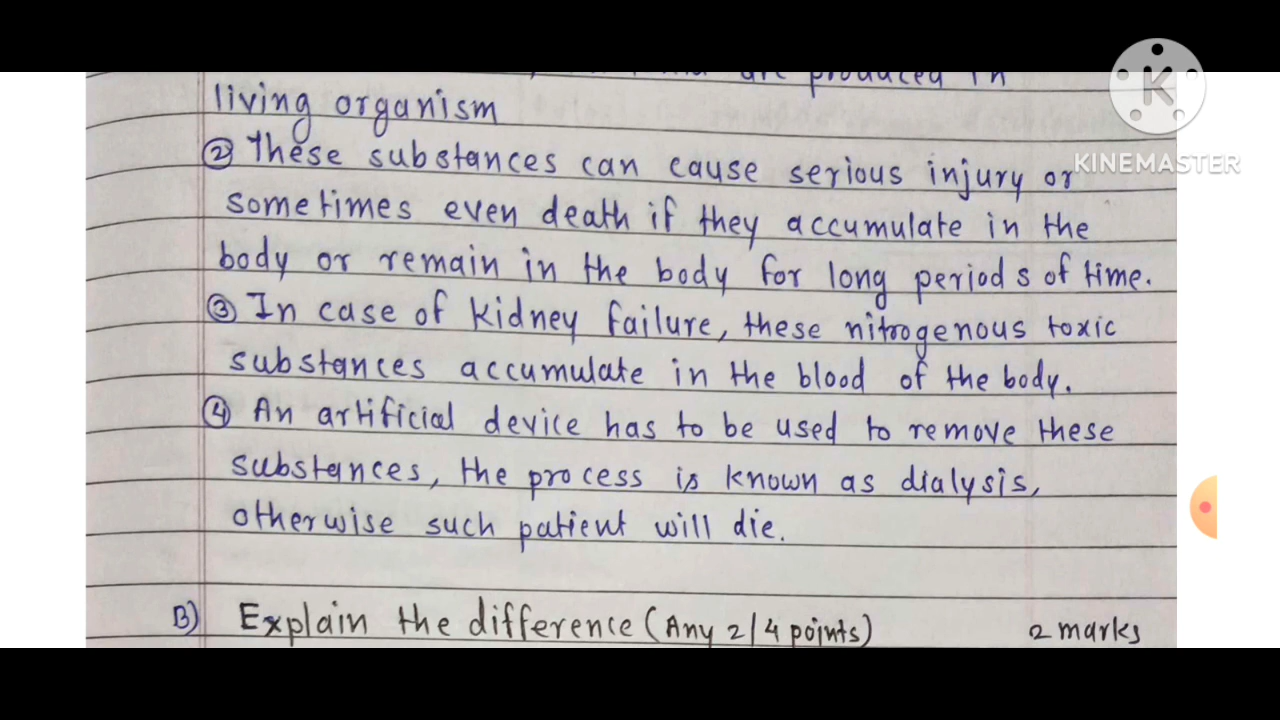 are produced in
living organism
② These substances can cause serious injury or
sometimes even death if they accumulate in the
body or remain in the body for long periods of time.
③ In case of kidney failure, these nitrogenous toxic
substances accumulate in the blood of the body.
④ An artificial device has to be used to remove these
substances, the process is known as dialysis,
otherwise such patient will die.
B) Explain the difference (Any 2/4 points) 2 marks
K
KINEMASTER